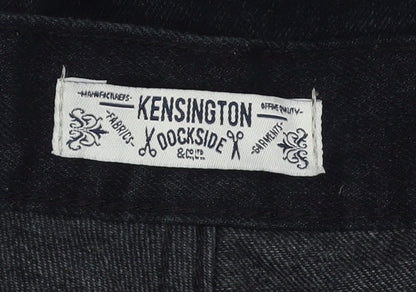 -MANUFACTURERS-
KENSINGTON
OF FINE QUALITY-
-FABRICS-
DOCKSIDE
-GARMENTS-
& CO. LTD.